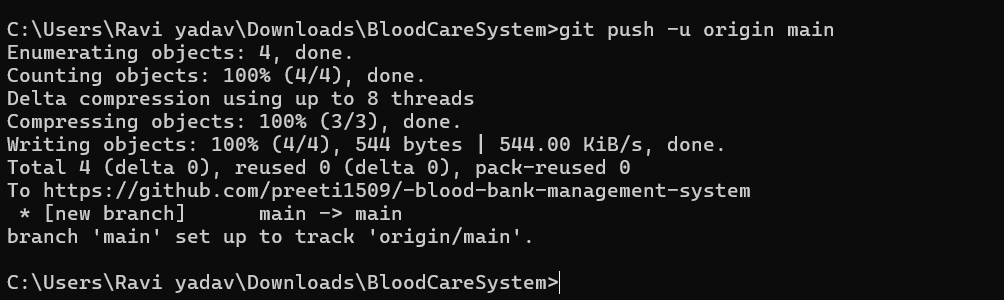 C:\Users\Ravi yadav\Downloads\BloodCareSystem>git push -u origin main
Enumerating objects: 4, done.
Counting objects: 100% (4/4), done.
Delta compression using up to 8 threads
Compressing objects: 100% (3/3), done.
Writing objects: 100% (4/4), 544 bytes | 544.00 KiB/s, done.
Total 4 (delta 0), reused 0 (delta 0), pack-reused 0
To https://github.com/preeti1509/-blood-bank-management-system
 * [new branch]      main -> main
branch 'main' set up to track 'origin/main'.
C:\Users\Ravi yadav\Downloads\BloodCareSystem>